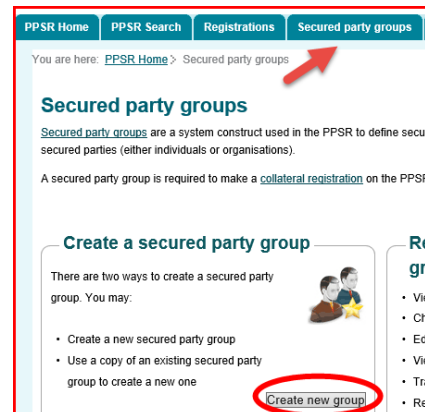 PPSR Home PPSR Search Registrations Secured party groups
You are here: PPSR Home > Secured party groups
Secured party groups
Secured party groups are a system construct used in the PPSR to define
secured parties (either individuals or organisations).
A secured party group is required to make a collateral registration on the
Create a secured party group
There are two ways to create a secured party
group. You may:
• Create a new secured party group
• Use a copy of an existing secured party
group to create a new one
Create new group